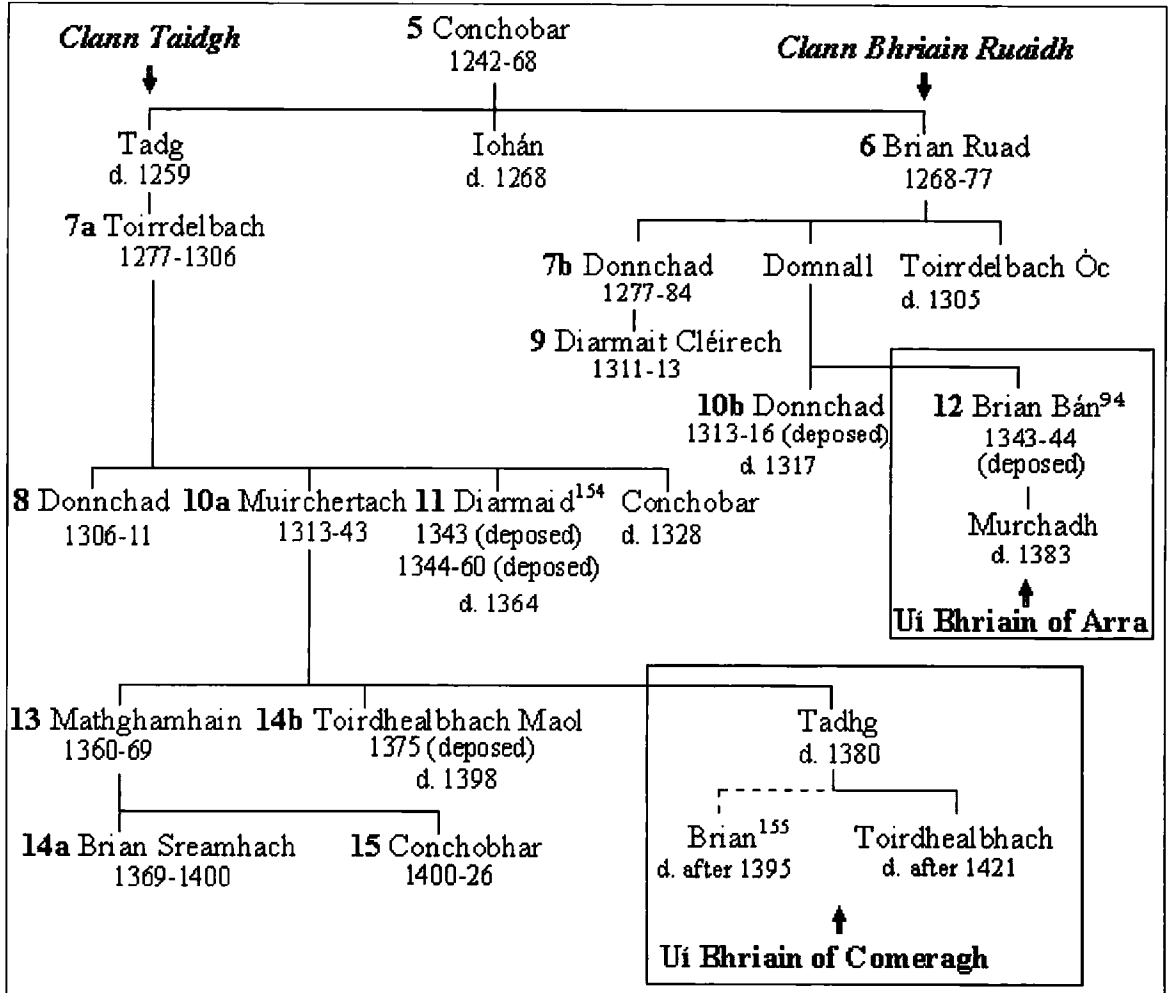 Clann Taidgh
5 Conchobar
1242-68
Clann Bhriain Ruaidh
Tadg
d. 1259
Iohán
d. 1268
6 Brian Ruad
1268-77
7a Toirrdelbach
1277-1306
7b Donnchad
1277-84
Domnall
Toirrdelbach Óc
d. 1305
9 Diarmait Cléirech
1311-13
10b Donnchad
1313-16 (deposed)
d. 1317
12 Brian Bán94
1343-44
(deposed)
Murchadh
d. 1383
Uí Bhriain of Arra
8 Donnchad
1306-11
10a Muirchertach
1313-43
11 Diarmaid154
1343 (deposed)
1344-60 (deposed)
d. 1364
Conchobar
d. 1328
13 Mathghamhain
1360-69
14b Toirdhealbhach Maol
1375 (deposed)
d. 1398
Tadhg
d. 1380
14a Brian Sreamhach
1369-1400
15 Conchobhar
1400-26
Brian155
d. after 1395
Toirdhealbhach
d. after 1421
Uí Bhriain of Comeragh